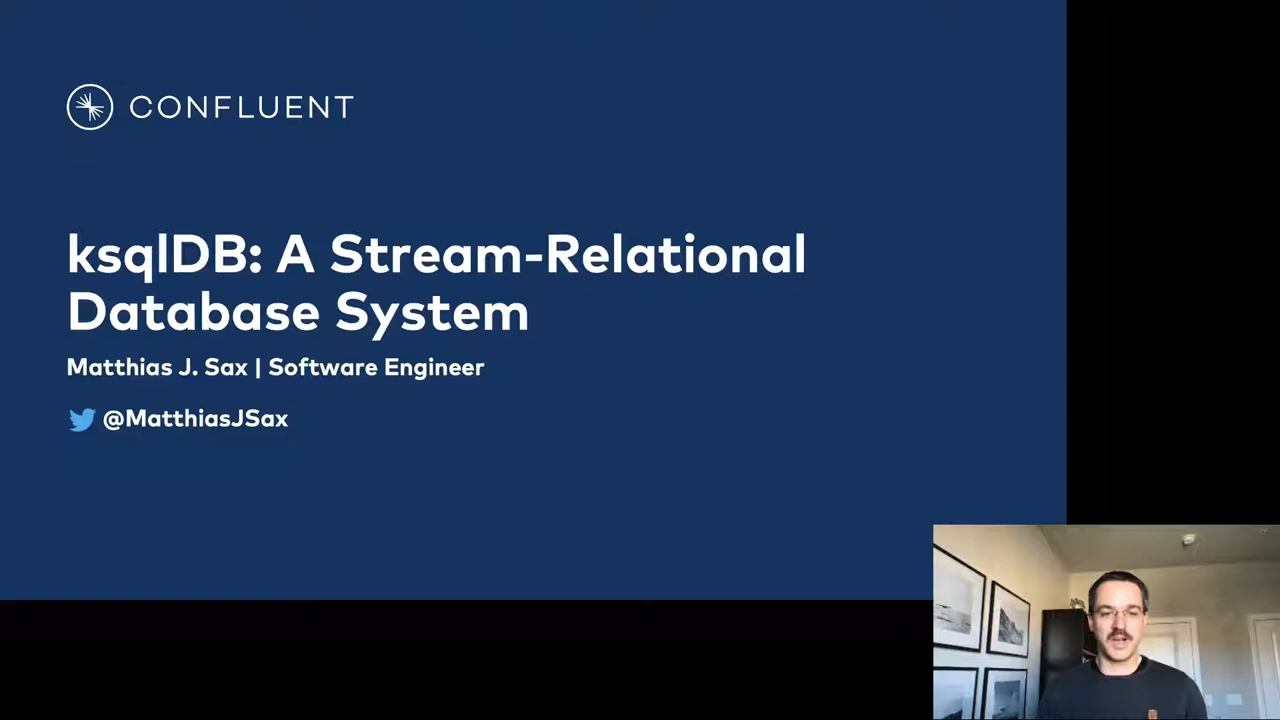 CONFLUENT
ksqlDB: A Stream-Relational
Database System
Matthias J. Sax | Software Engineer
@MatthiasJSax